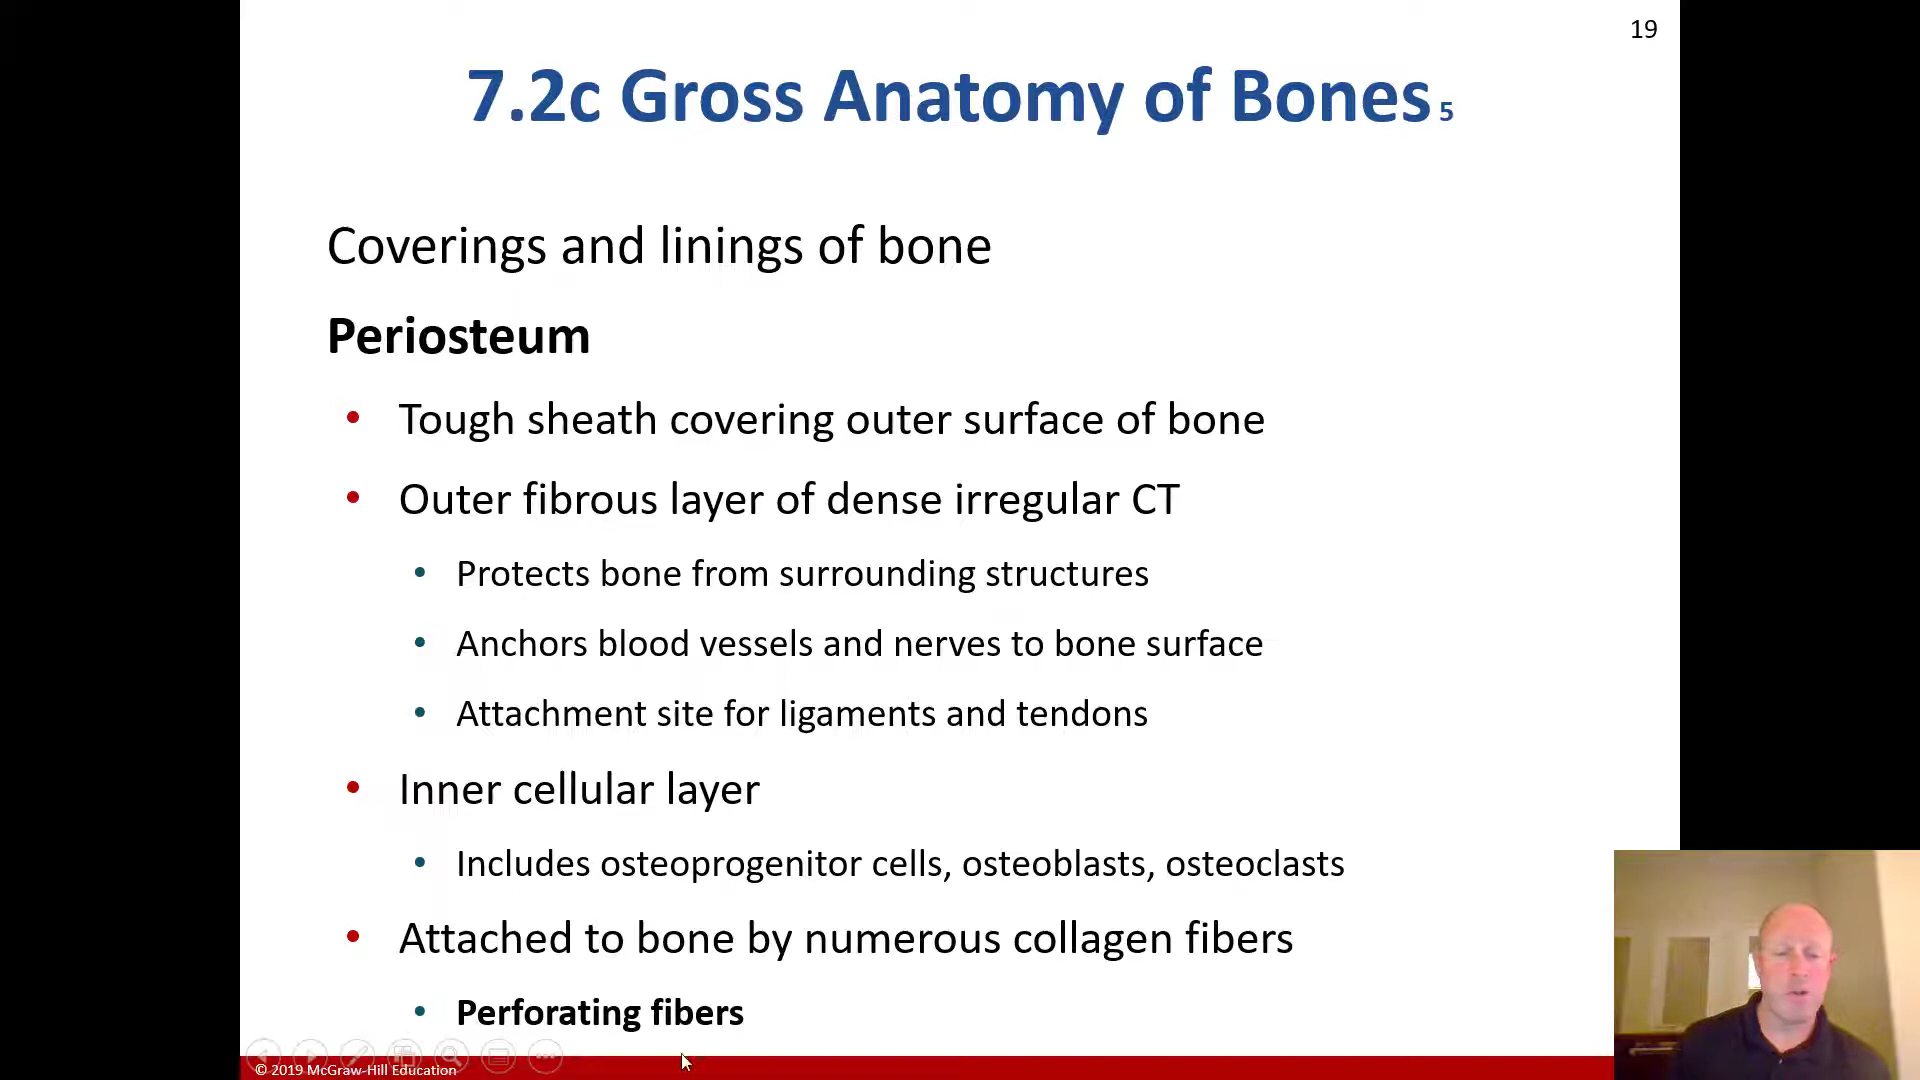 19
7.2c Gross Anatomy of Bones 5
Coverings and linings of bone
Periosteum
• Tough sheath covering outer surface of bone
• Outer fibrous layer of dense irregular CT
• Protects bone from surrounding structures
• Anchors blood vessels and nerves to bone surface
• Attachment site for ligaments and tendons
• Inner cellular layer
• Includes osteoprogenitor cells, osteoblasts, osteoclasts
• Attached to bone by numerous collagen fibers
• Perforating fibers
© 2019 McGraw-Hill Education